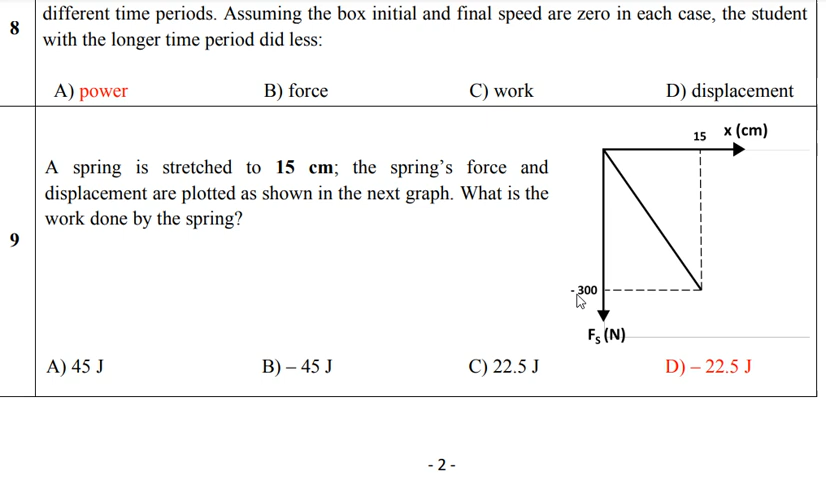 different time periods. Assuming the box initial and final speed are zero in each case, the student
8
with the longer time period did less:
A) power B) force C) work D) displacement
15 x (cm)
A spring is stretched to 15 cm; the spring's force and
displacement are plotted as shown in the next graph. What is the
work done by the spring?
9
- 300
Fs (N)
A) 45 J B) – 45 J C) 22.5 J D) – 22.5 J
- 2 -